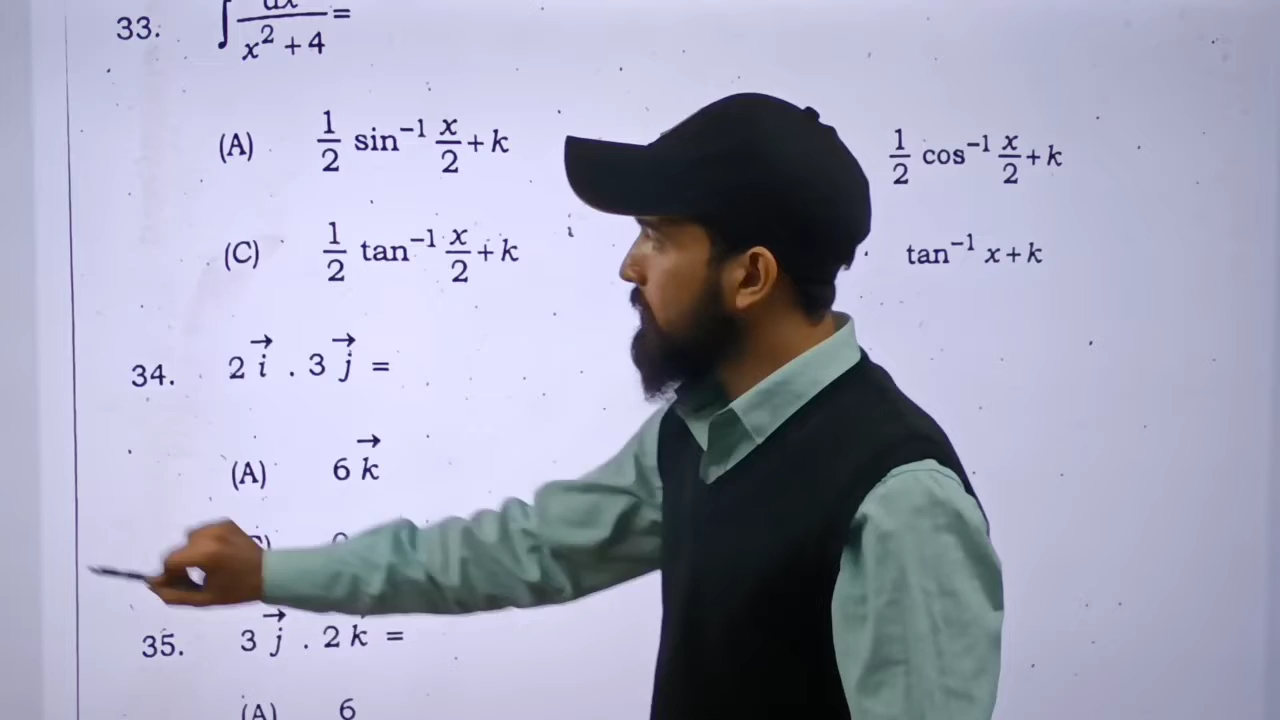 33. ∫ dx / (x² + 4) =
(A) 1/2 sin⁻¹ x/2 + k
1/2 cos⁻¹ x/2 + k
(C) 1/2 tan⁻¹ x/2 + k
tan⁻¹ x + k
34. 2 i⃗ . 3 j⃗ =
(A) 6 k⃗
35. 3 j⃗ . 2 k⃗ =
(A) 6